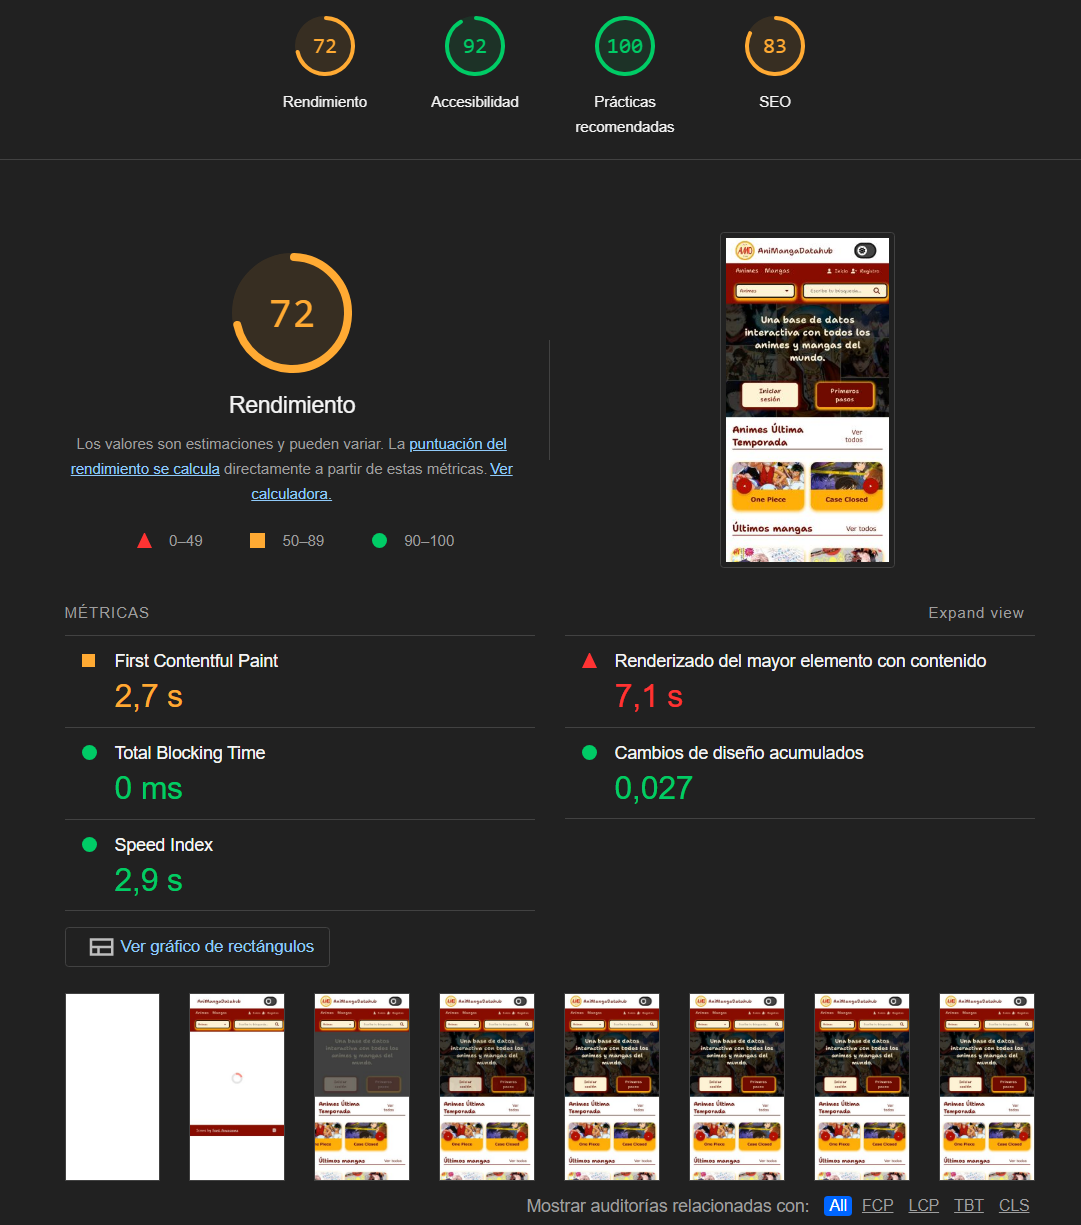 72
92
100
83
Rendimiento
Accesibilidad
Prácticas
recomendadas
SEO
72
Rendimiento
Los valores son estimaciones y pueden variar. La puntuación del
rendimiento se calcula directamente a partir de estas métricas. Ver
calculadora.
0–49
50–89
90–100
AMD AniMangaDatahub
Animes Mangas Inicio Registro
Animes Escribe tu búsqueda...
Una base de datos
interactiva con todos los
animes y mangas del
mundo.
Iniciar
sesión
Primeros
pasos
Animes Última
Temporada
Ver
todos
One Piece
Case Closed
Últimos mangas
Ver todos
MÉTRICAS
Expand view
First Contentful Paint
2,7 s
Renderizado del mayor elemento con contenido
7,1 s
Total Blocking Time
0 ms
Cambios de diseño acumulados
0,027
Speed Index
2,9 s
Ver gráfico de rectángulos
Mostrar auditorías relacionadas con: All FCP LCP TBT CLS